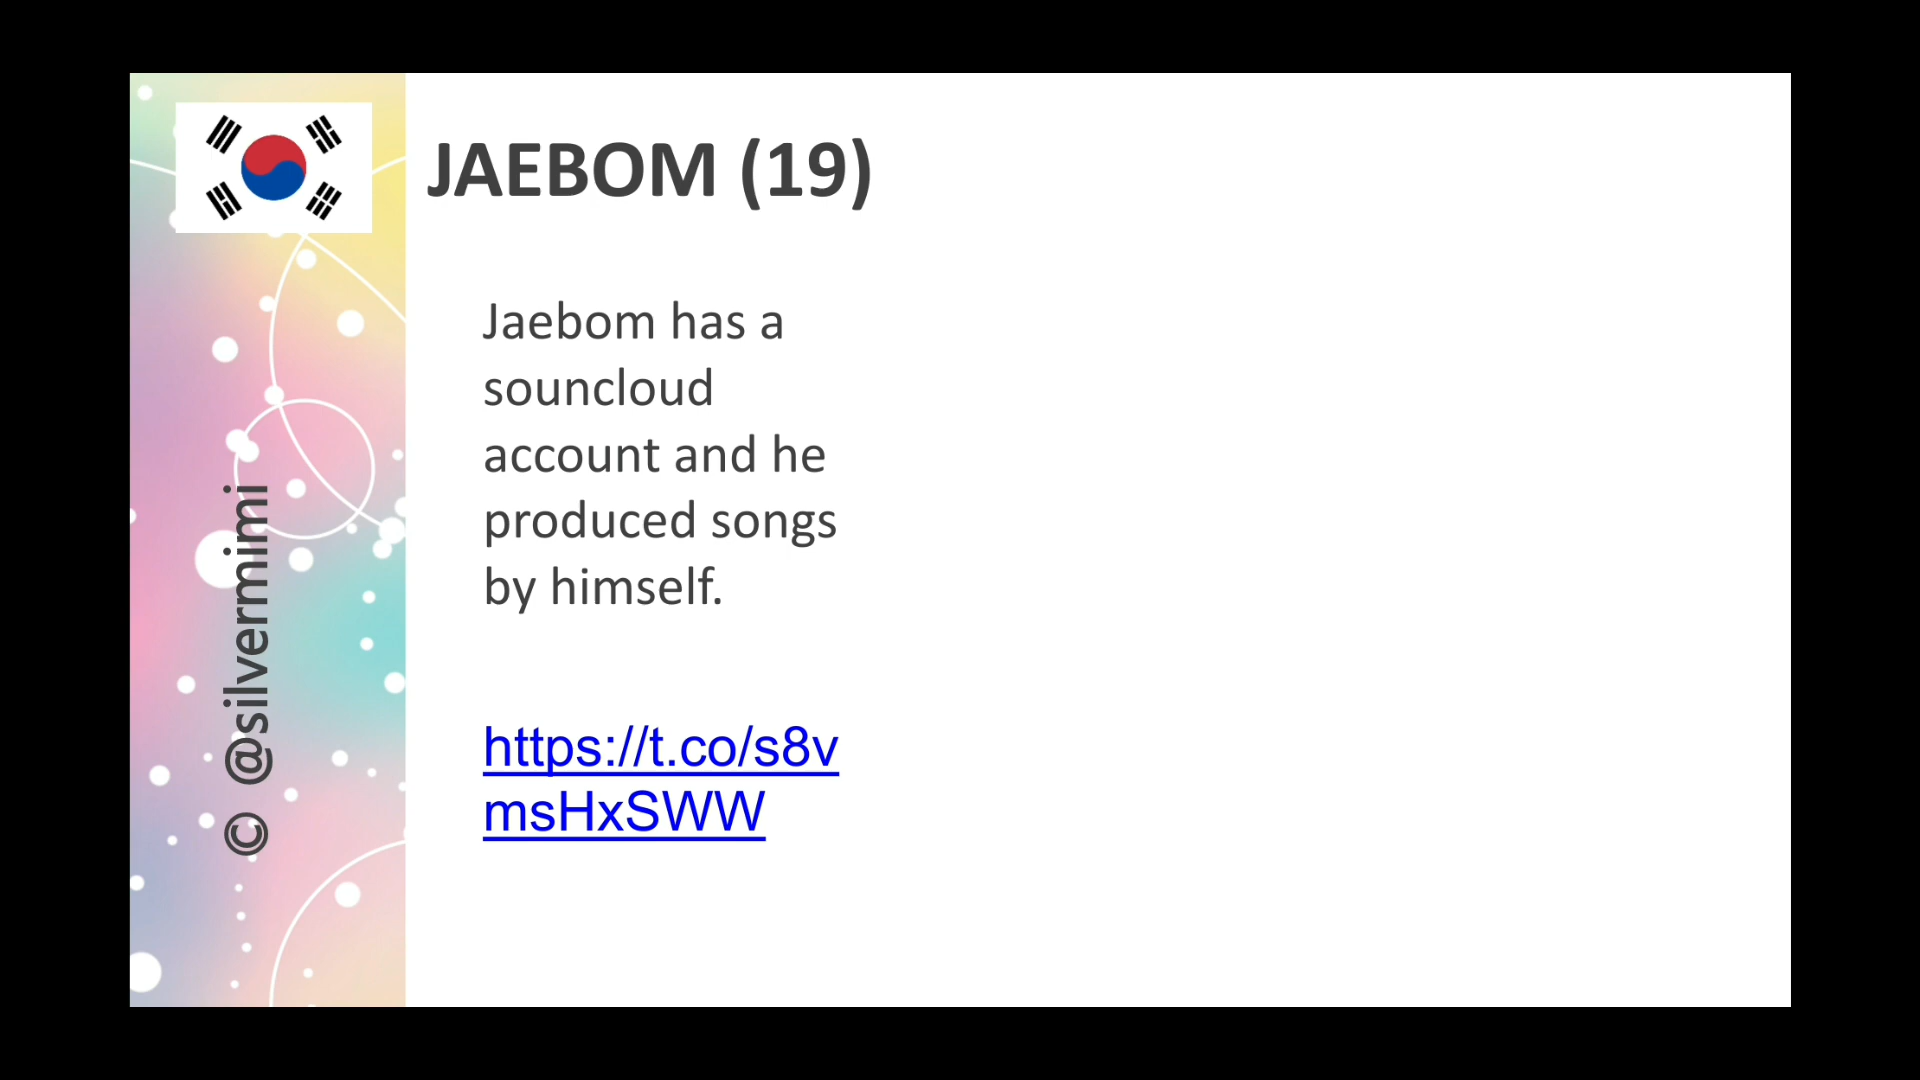 JAEBOM (19)
Jaebom has a
souncloud
account and he
produced songs
by himself.
https://t.co/s8v
msHxSWW
© @silvermimi